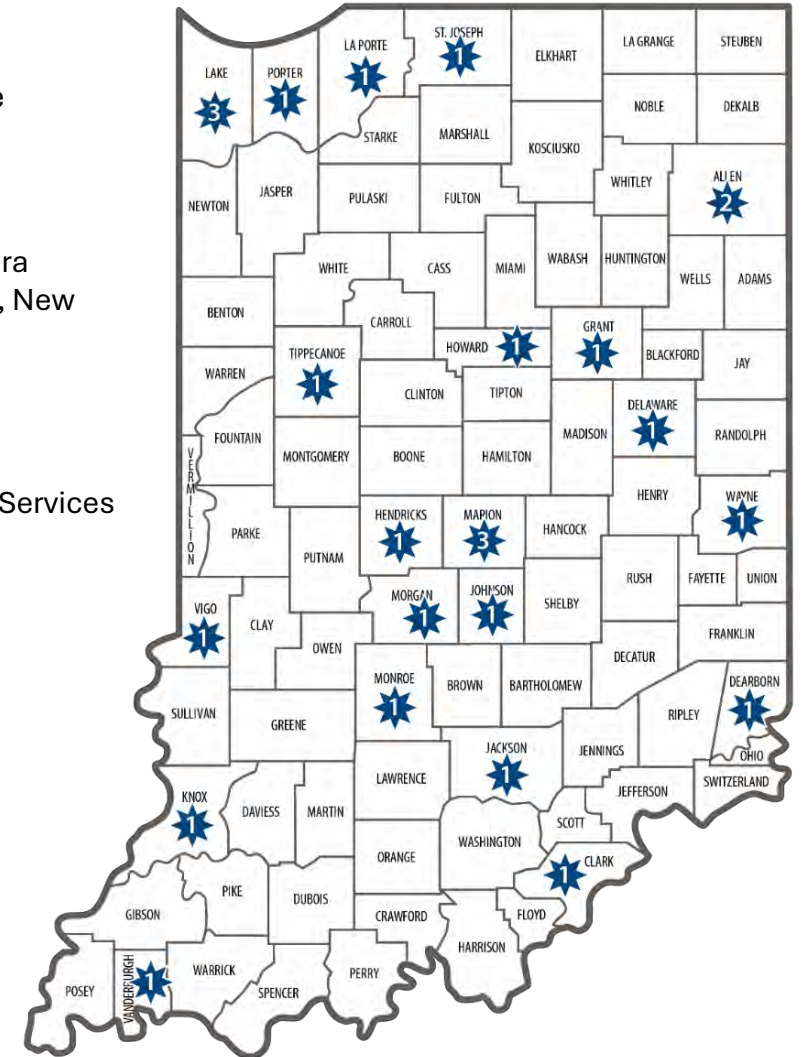 e
ra
, New
Services
ST. JOSEPH
1
LA PORTE
1
ELKHART
LA GRANGE
STEUBEN
LAKE
3
PORTER
1
NOBLE
DEKALB
STARKE
MARSHALL
KOSCIUSKO
WHITLEY
ALLEN
2
NEWTON
JASPER
PULASKI
FULTON
WHITE
CASS
MIAMI
WABASH
HUNTINGTON
WELLS
ADAMS
BENTON
CARROLL
HOWARD
1
GRANT
1
TIPPECANOE
1
BLACKFORD
JAY
WARREN
CLINTON
TIPTON
DELAWARE
1
FOUNTAIN
MADISON
RANDOLPH
MONTGOMERY
BOONE
HAMILTON
VERMILLION
HENRY
WAYNE
1
HENDRICKS
1
MARION
3
HANCOCK
PARKE
PUTNAM
RUSH
FAYETTE
UNION
VIGO
1
CLAY
MORGAN
1
JOHNSON
1
SHELBY
OWEN
FRANKLIN
DECATUR
MONROE
1
BROWN
BARTHOLOMEW
DEARBORN
1
SULLIVAN
GREENE
RIPLEY
JACKSON
1
JENNINGS
OHIO
LAWRENCE
SWITZERLAND
JEFFERSON
KNOX
1
DAVIESS
MARTIN
SCOTT
WASHINGTON
ORANGE
CLARK
1
PIKE
DUBOIS
GIBSON
CRAWFORD
FLOYD
HARRISON
WARRICK
PERRY
POSEY
VANDERBURGH
1
SPENCER